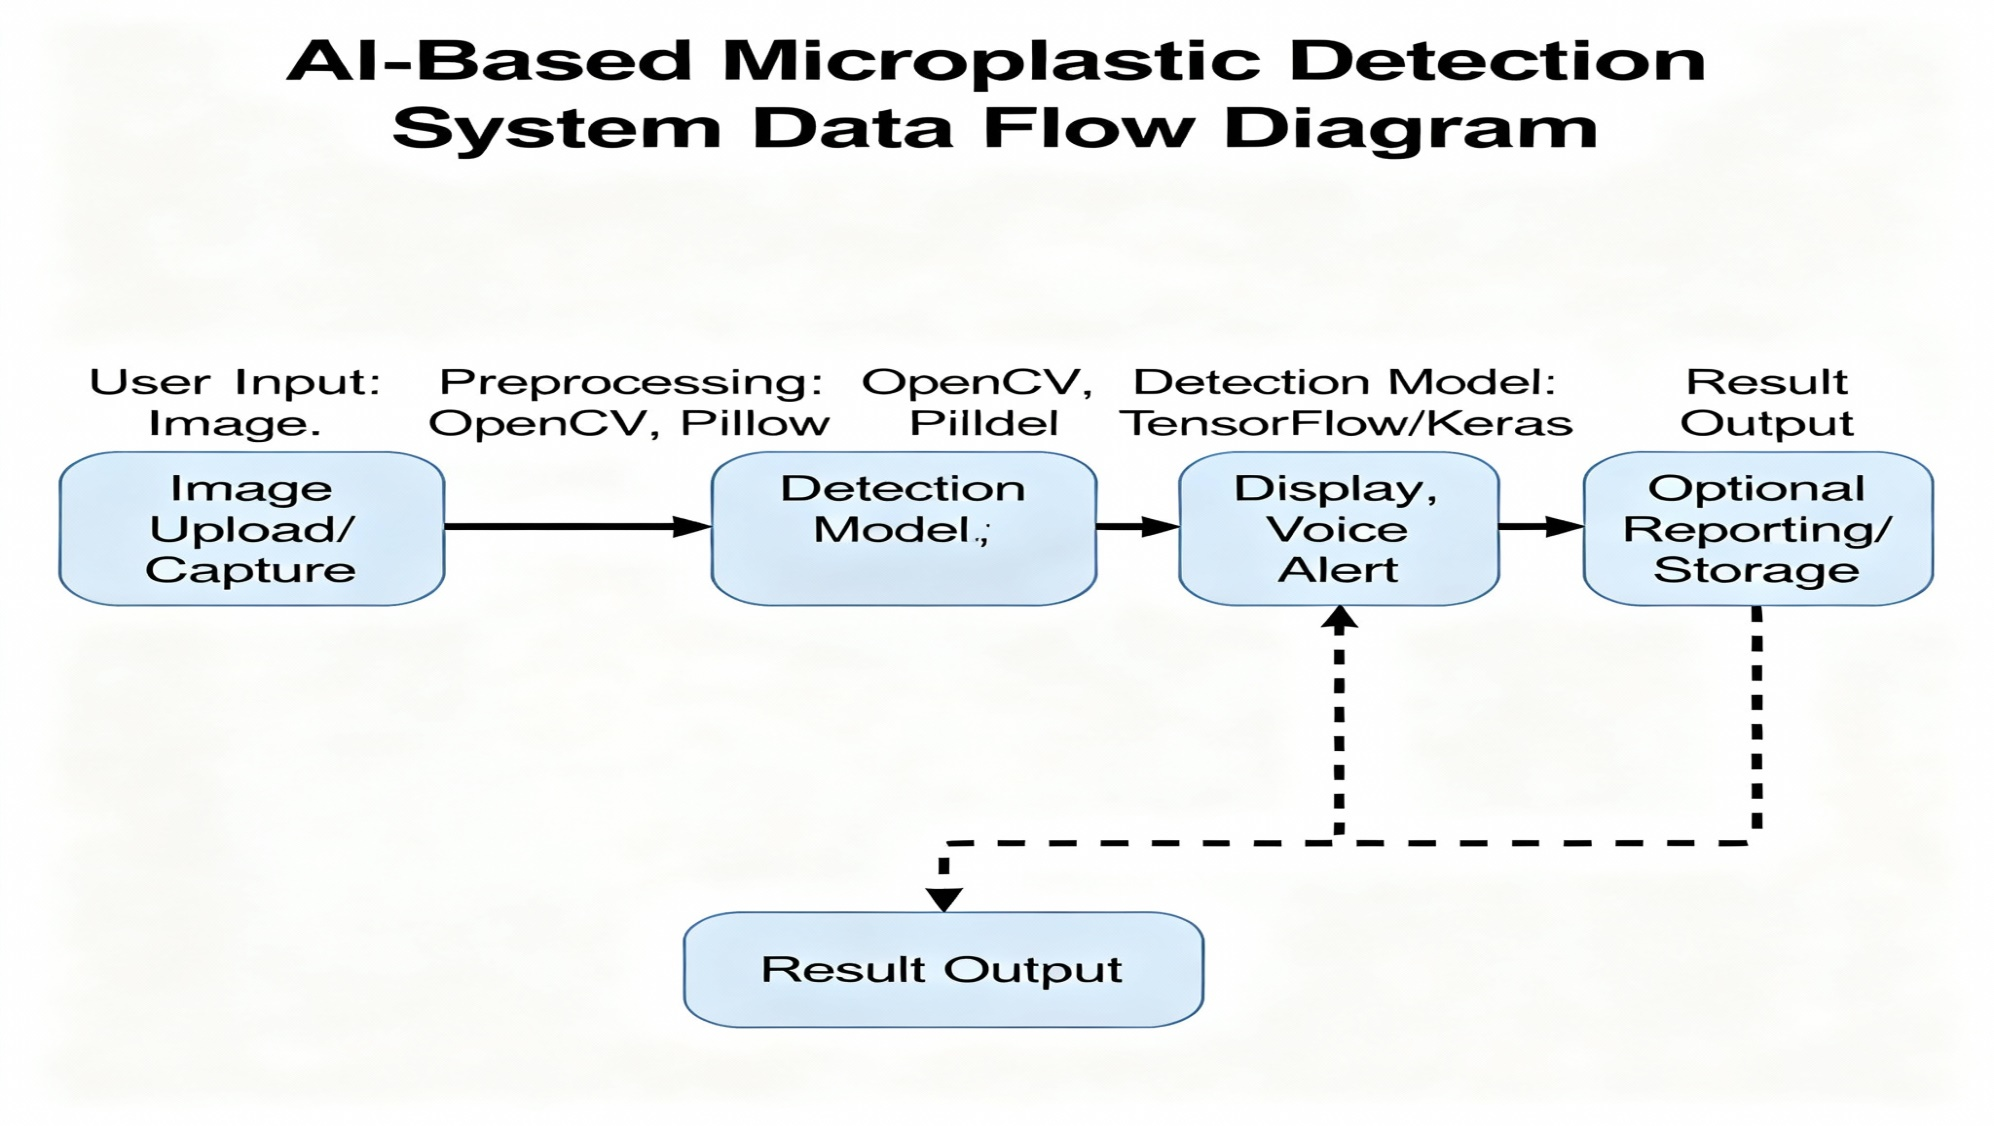 AI-Based Microplastic Detection
System Data Flow Diagram
User Input:
Image.
Preprocessing:
OpenCV, Pillow
OpenCV,
Pilldel
Detection Model:
TensorFlow/Keras
Result
Output
Image
Upload/
Capture
Detection
Model.;
Display,
Voice
Alert
Optional
Reporting/
Storage
Result Output